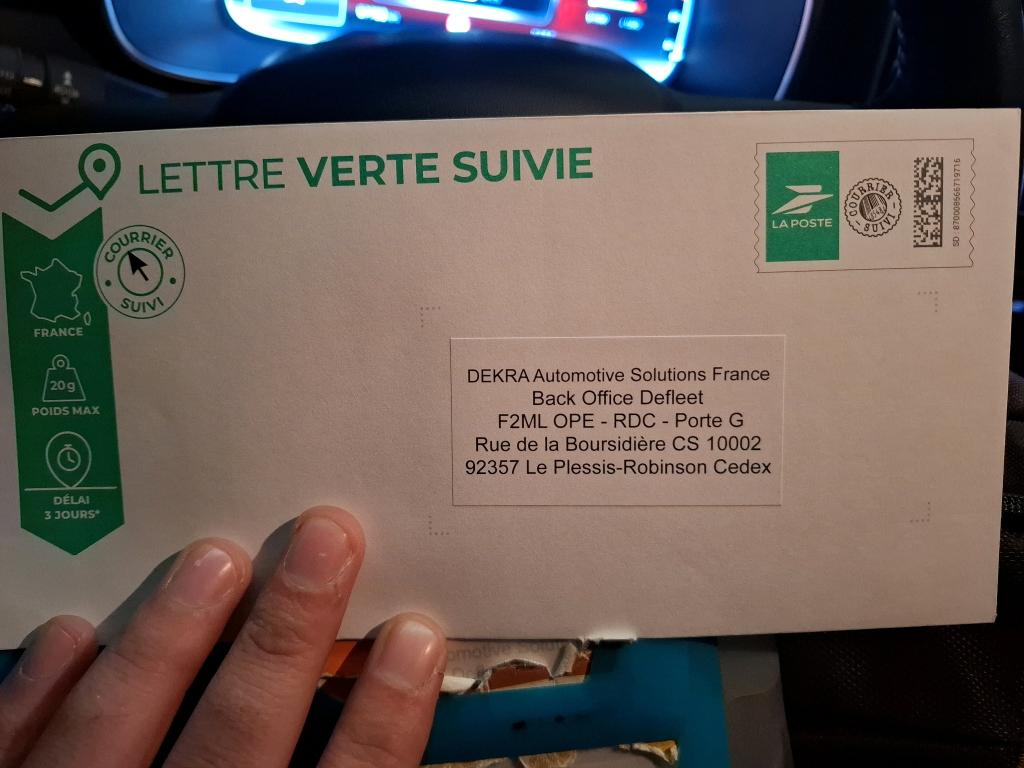 LETTRE VERTE SUIVIE
COURRIER
SUIVI
FRANCE
20g
POIDS MAX
DÉLAI
3 JOURS*
LA POSTE
COURRIER
SUIVI
SD : 870008566719716
DEKRA Automotive Solutions France
Back Office Defleet
F2ML OPE - RDC - Porte G
Rue de la Boursidière CS 10002
92357 Le Plessis-Robinson Cedex